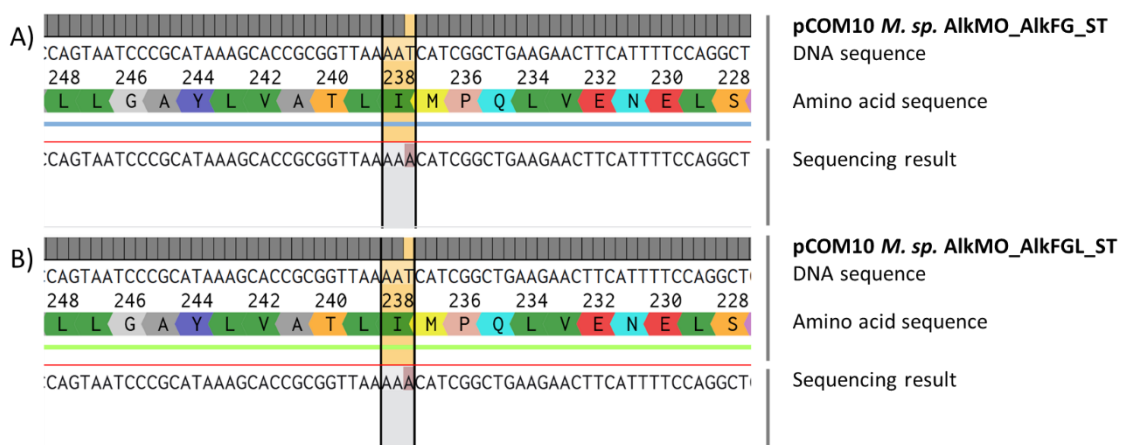 A)
CAGTAATCCCGCATAAAGCACCGCGGTTAAAATCATCGGCTGAAGAACTTCATTTTCCAGGCT
248 246 244 242 240 238 236 234 232 230 228
L L G A Y L V A T L I M P Q L V E N E L S
CAGTAATCCCGCATAAAGCACCGCGGTTAAAAACATCGGCTGAAGAACTTCATTTTCCAGGCT
pCOM10 M. sp. AlkMO_AlkFG_ST
DNA sequence
Amino acid sequence
Sequencing result
B)
CAGTAATCCCGCATAAAGCACCGCGGTTAAAATCATCGGCTGAAGAACTTCATTTTCCAGGCT
248 246 244 242 240 238 236 234 232 230 228
L L G A Y L V A T L I M P Q L V E N E L S
CAGTAATCCCGCATAAAGCACCGCGGTTAAAAACATCGGCTGAAGAACTTCATTTTCCAGGCT
pCOM10 M. sp. AlkMO_AlkFGL_ST
DNA sequence
Amino acid sequence
Sequencing result